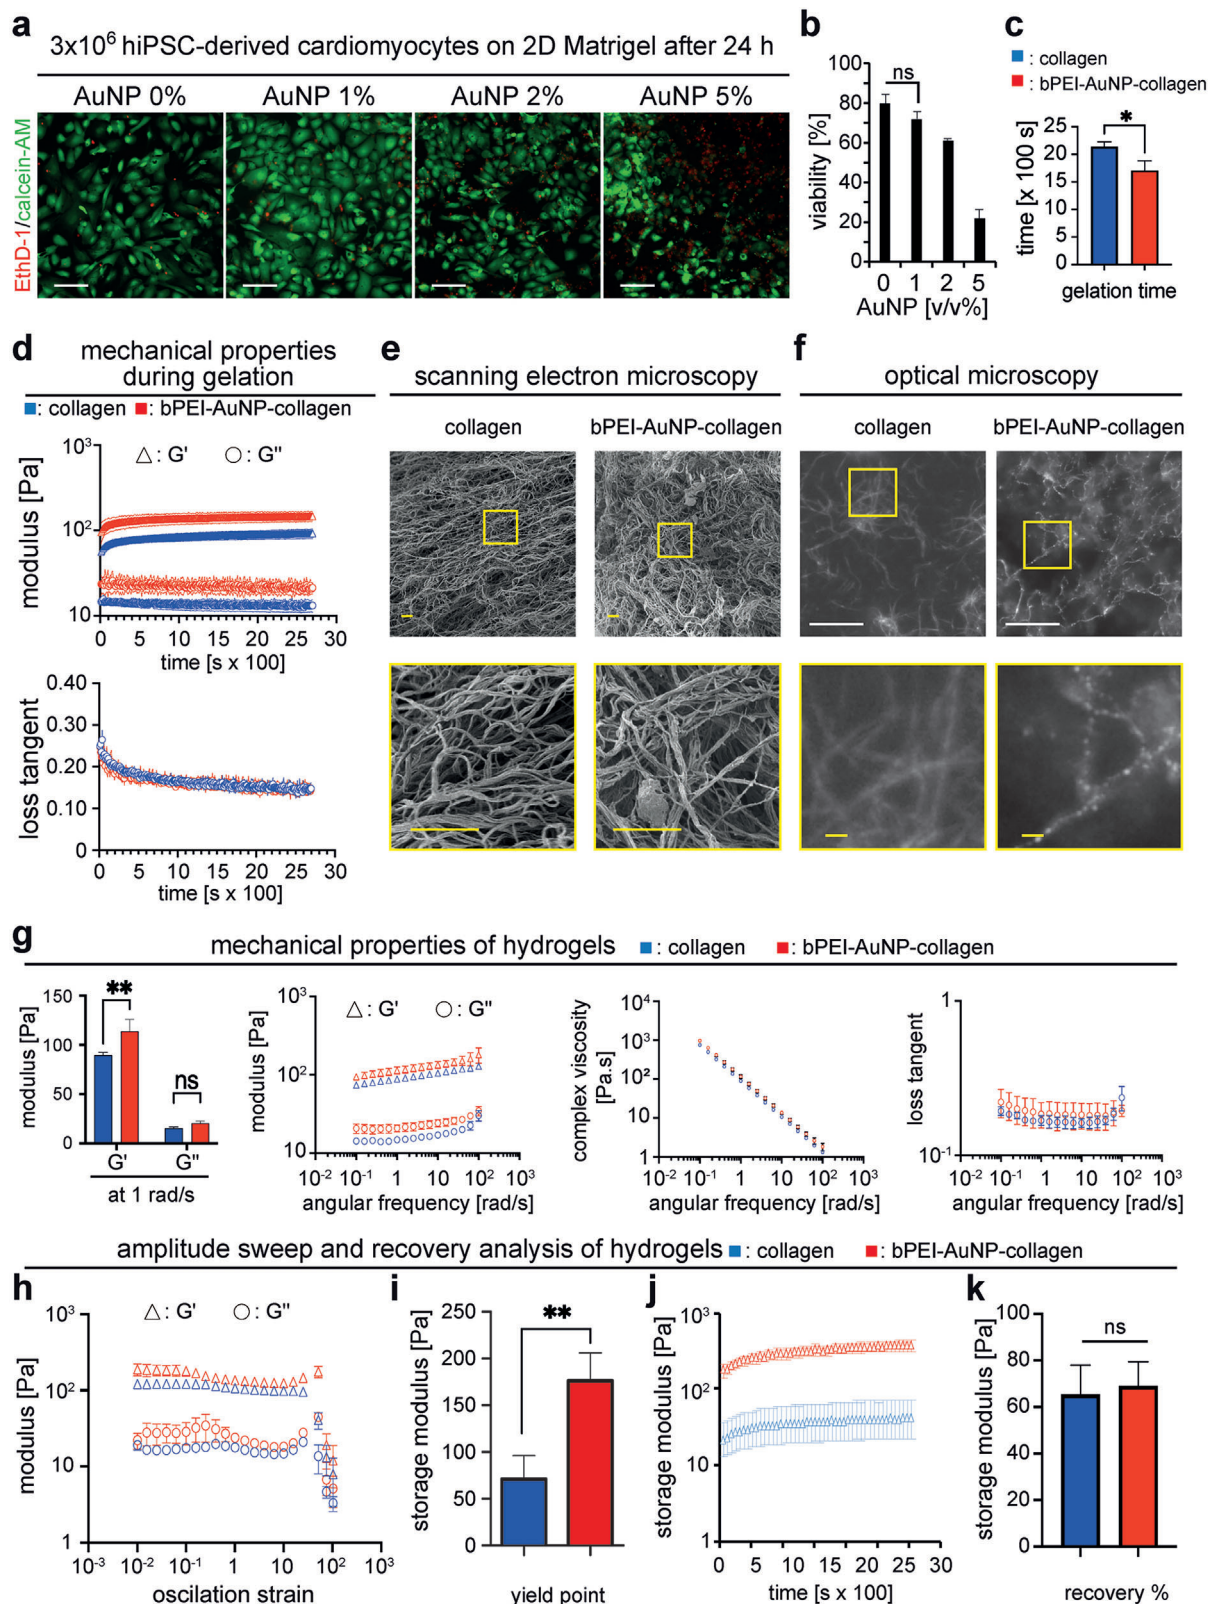 a
3x10⁶ hiPSC-derived cardiomyocytes on 2D Matrigel after 24 h
AuNP 0% AuNP 1% AuNP 2% AuNP 5%
EthD-1/calcein-AM
b
ns
viability [%]
100
80
60
40
80
60
40
20
0
0 1 2 5
AuNP [v/v%]
c
: collagen
: bPEI-AuNP-collagen
*
time [x 100 s]
25
20
15
10
5
0
gelation time
d
mechanical properties
during gelation
: collagen : bPEI-AuNP-collagen
: G' : G''
modulus [Pa]
10³
10²
10
0 5 10 15 20 25 30
time [s x 100]
loss tangent
0.40
0.30
0.20
0.10
0
0 5 10 15 20 25 30
time [s x 100]
e
scanning electron microscopy
collagen bPEI-AuNP-collagen
f
optical microscopy
collagen bPEI-AuNP-collagen
g
mechanical properties of hydrogels : collagen : bPEI-AuNP-collagen
modulus [Pa]
150
100
50
0
**
ns
G' G''
at 1 rad/s
modulus [Pa]
: G' : G''
10³
10²
10
10⁻² 10⁻¹ 1 10 10² 10³
angular frequency [rad/s]
complex viscosity
[Pa.s]
10⁴
10³
10²
10
1
10⁻² 10⁻¹ 1 10 10² 10³
angular frequency [rad/s]
loss tangent
1
10⁻¹
10⁻² 10⁻¹ 1 10 10² 10³
angular frequency [rad/s]
amplitude sweep and recovery analysis of hydrogels : collagen : bPEI-AuNP-collagen
h
: G' : G''
modulus [Pa]
10³
10²
10
1
10⁻³ 10⁻² 10⁻¹ 1 10 10² 10³
oscilation strain
i
**
storage modulus [Pa]
250
200
150
100
50
0
yield point
j
storage modulus [Pa]
10³
10²
10
1
0 5 10 15 20 25 30
time [s x 100]
k
ns
storage modulus [Pa]
100
80
60
40
20
0
recovery %